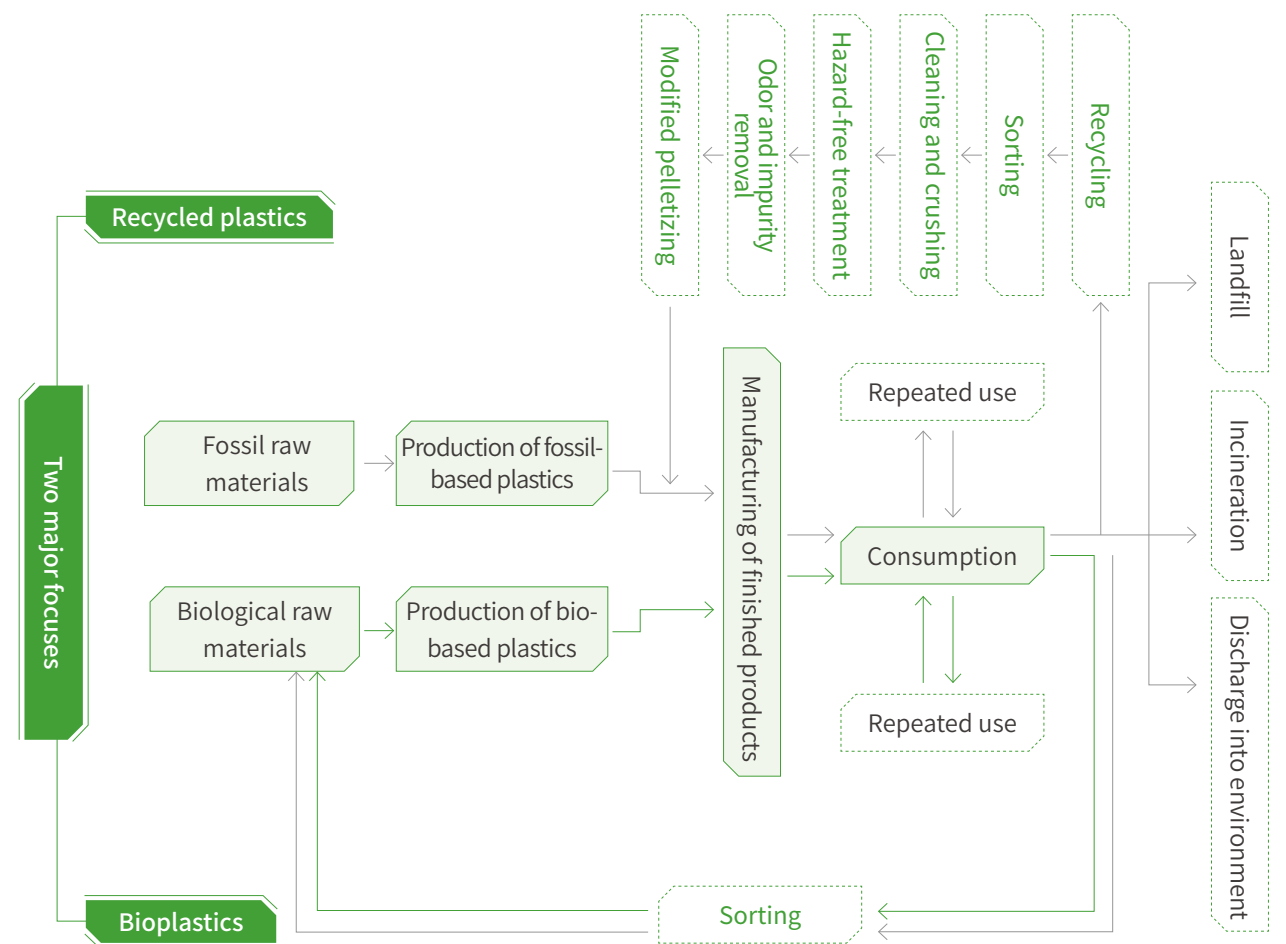 Modified pelletizing
Odor and impurity
removal
Hazard-free treatment
Cleaning and crushing
Sorting
Recycling
Recycled plastics
Landfill
Two major focuses
Fossil raw
materials
Production of fossil-
based plastics
Manufacturing of finished products
Repeated use
Consumption
Incineration
Biological raw
materials
Production of bio-
based plastics
Repeated use
Discharge into environment
Bioplastics
Sorting